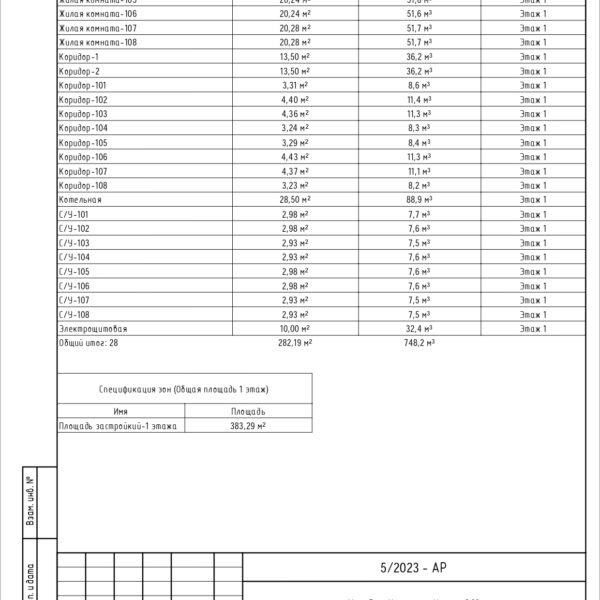 Жилая комната-105 20,24 м² 51,6 м³ Этаж 1
Жилая комната-106 20,24 м² 51,6 м³ Этаж 1
Жилая комната-107 20,28 м² 51,7 м³ Этаж 1
Жилая комната-108 20,28 м² 51,7 м³ Этаж 1
Коридор-1 13,50 м² 36,2 м³ Этаж 1
Коридор-2 13,50 м² 36,2 м³ Этаж 1
Коридор-101 3,31 м² 8,6 м³ Этаж 1
Коридор-102 4,40 м² 11,4 м³ Этаж 1
Коридор-103 4,36 м² 11,3 м³ Этаж 1
Коридор-104 3,24 м² 8,3 м³ Этаж 1
Коридор-105 3,29 м² 8,4 м³ Этаж 1
Коридор-106 4,43 м² 11,3 м³ Этаж 1
Коридор-107 4,37 м² 11,1 м³ Этаж 1
Коридор-108 3,23 м² 8,2 м³ Этаж 1
Котельная 28,50 м² 88,9 м³ Этаж 1
С/У-101 2,98 м² 7,7 м³ Этаж 1
С/У-102 2,98 м² 7,6 м³ Этаж 1
С/У-103 2,93 м² 7,5 м³ Этаж 1
С/У-104 2,93 м² 7,6 м³ Этаж 1
С/У-105 2,98 м² 7,6 м³ Этаж 1
С/У-106 2,98 м² 7,6 м³ Этаж 1
С/У-107 2,93 м² 7,5 м³ Этаж 1
С/У-108 2,93 м² 7,5 м³ Этаж 1
Электрощитовая 10,00 м² 32,4 м³ Этаж 1
Общий итог: 28 282,19 м² 748,2 м³
Спецификация зон (Общая площадь 1 этаж)
Имя Площадь
Площадь застройкий-1 этажа 383,29 м²
Взам. инв. №
и дата
5/2023 - АР